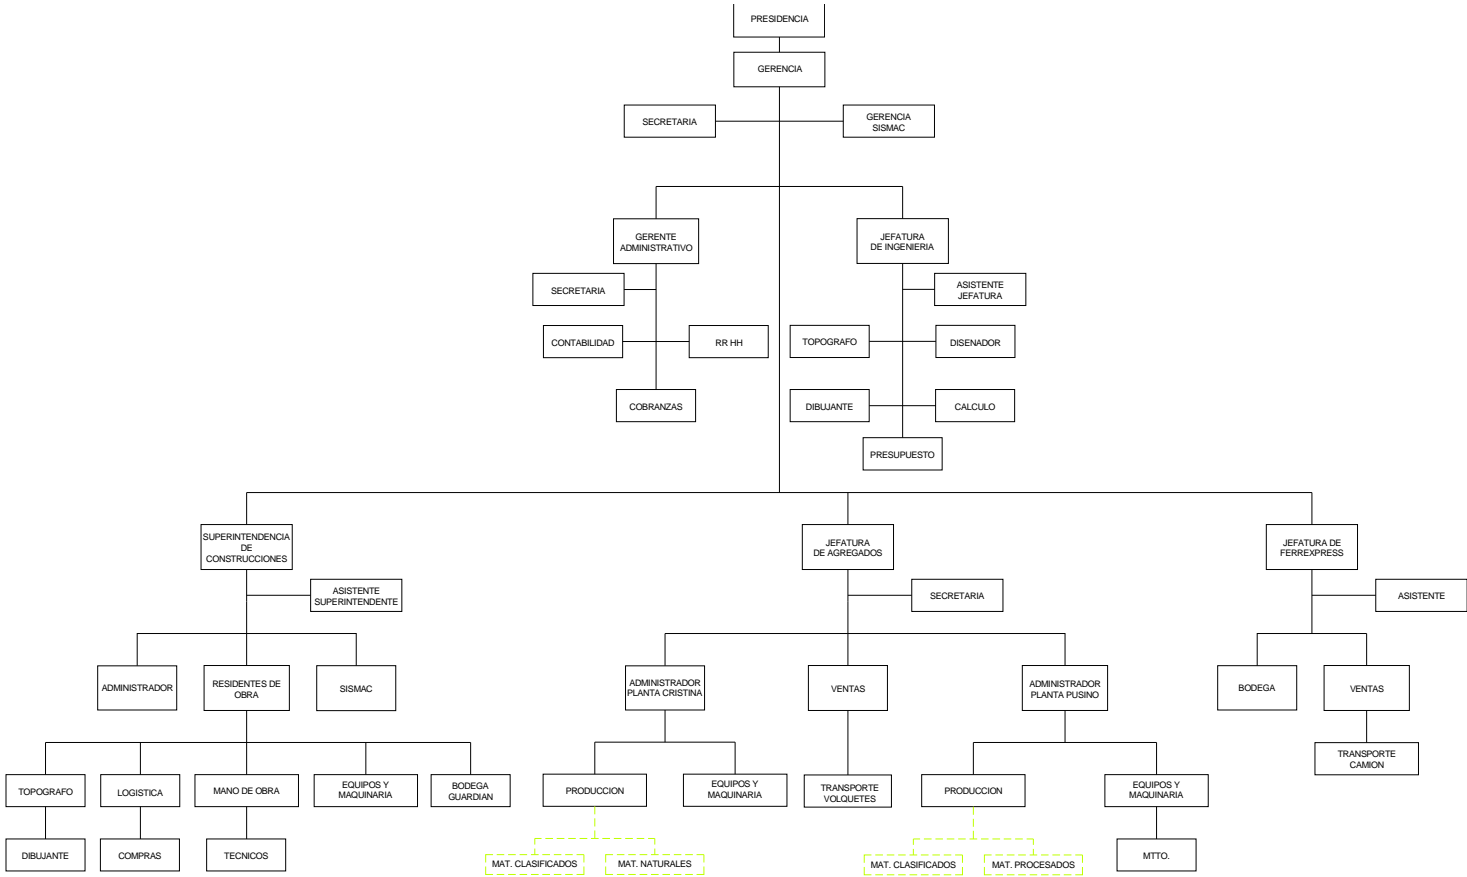 PRESIDENCIA
GERENCIA
SECRETARIA
GERENCIA
SISMAC
GERENTE
ADMINISTRATIVO
JEFATURA
DE INGENIERIA
SECRETARIA
ASISTENTE
JEFATURA
CONTABILIDAD
RR HH
TOPOGRAFO
DISENADOR
COBRANZAS
DIBUJANTE
CALCULO
PRESUPUESTO
SUPERINTENDENCIA
DE
CONSTRUCCIONES
JEFATURA
DE AGREGADOS
JEFATURA DE
FERREXPRESS
ASISTENTE
SUPERINTENDENTE
SECRETARIA
ASISTENTE
ADMINISTRADOR
RESIDENTES DE
OBRA
SISMAC
ADMINISTRADOR
PLANTA CRISTINA
VENTAS
ADMINISTRADOR
PLANTA PUSINO
BODEGA
VENTAS
TOPOGRAFO
LOGISTICA
MANO DE OBRA
EQUIPOS Y
MAQUINARIA
BODEGA
GUARDIAN
PRODUCCION
EQUIPOS Y
MAQUINARIA
TRANSPORTE
VOLQUETES
PRODUCCION
EQUIPOS Y
MAQUINARIA
TRANSPORTE
CAMION
DIBUJANTE
COMPRAS
TECNICOS
MAT. CLASIFICADOS
MAT. NATURALES
MAT. CLASIFICADOS
MAT. PROCESADOS
MTTO.